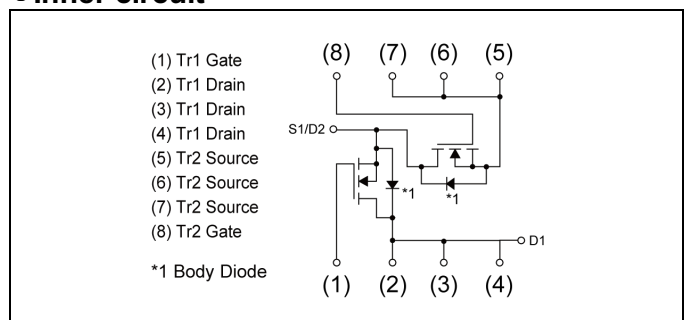 (1) Tr1 Gate
(2) Tr1 Drain
(3) Tr1 Drain
(4) Tr1 Drain
(5) Tr2 Source
(6) Tr2 Source
(7) Tr2 Source
(8) Tr2 Gate
*1 Body Diode
(8) (7) (6) (5)
S1/D2
*1
*1
D1
(1) (2) (3) (4)